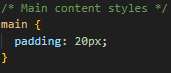 /* Main content styles */
main {
  padding: 20px;
}